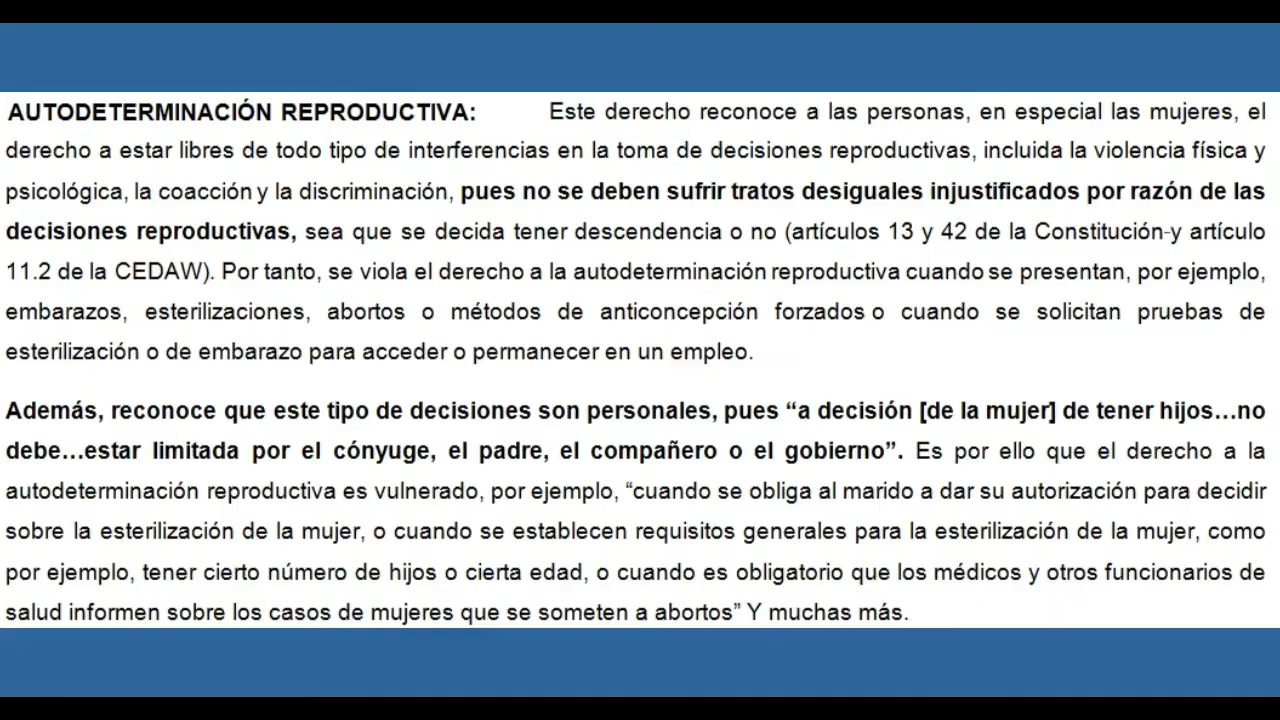 AUTODETERMINACIÓN REPRODUCTIVA: Este derecho reconoce a las personas, en especial las mujeres, el
derecho a estar libres de todo tipo de interferencias en la toma de decisiones reproductivas, incluida la violencia física y
psicológica, la coacción y la discriminación, pues no se deben sufrir tratos desiguales injustificados por razón de las
decisiones reproductivas, sea que se decida tener descendencia o no (artículos 13 y 42 de la Constitución-y artículo
11.2 de la CEDAW). Por tanto, se viola el derecho a la autodeterminación reproductiva cuando se presentan, por ejemplo,
embarazos, esterilizaciones, abortos o métodos de anticoncepción forzados o cuando se solicitan pruebas de
esterilización o de embarazo para acceder o permanecer en un empleo.
Además, reconoce que este tipo de decisiones son personales, pues “a decisión [de la mujer] de tener hijos…no
debe…estar limitada por el cónyuge, el padre, el compañero o el gobierno”. Es por ello que el derecho a la
autodeterminación reproductiva es vulnerado, por ejemplo, “cuando se obliga al marido a dar su autorización para decidir
sobre la esterilización de la mujer, o cuando se establecen requisitos generales para la esterilización de la mujer, como
por ejemplo, tener cierto número de hijos o cierta edad, o cuando es obligatorio que los médicos y otros funcionarios de
salud informen sobre los casos de mujeres que se someten a abortos” Y muchas más.